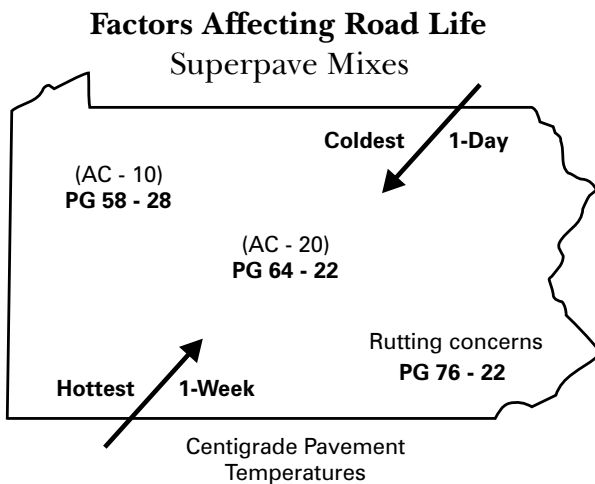 Factors Affecting Road Life
Superpave Mixes
Coldest 1-Day
(AC - 10)
PG 58 - 28
(AC - 20)
PG 64 - 22
Rutting concerns
PG 76 - 22
Hottest 1-Week
Centigrade Pavement
Temperatures